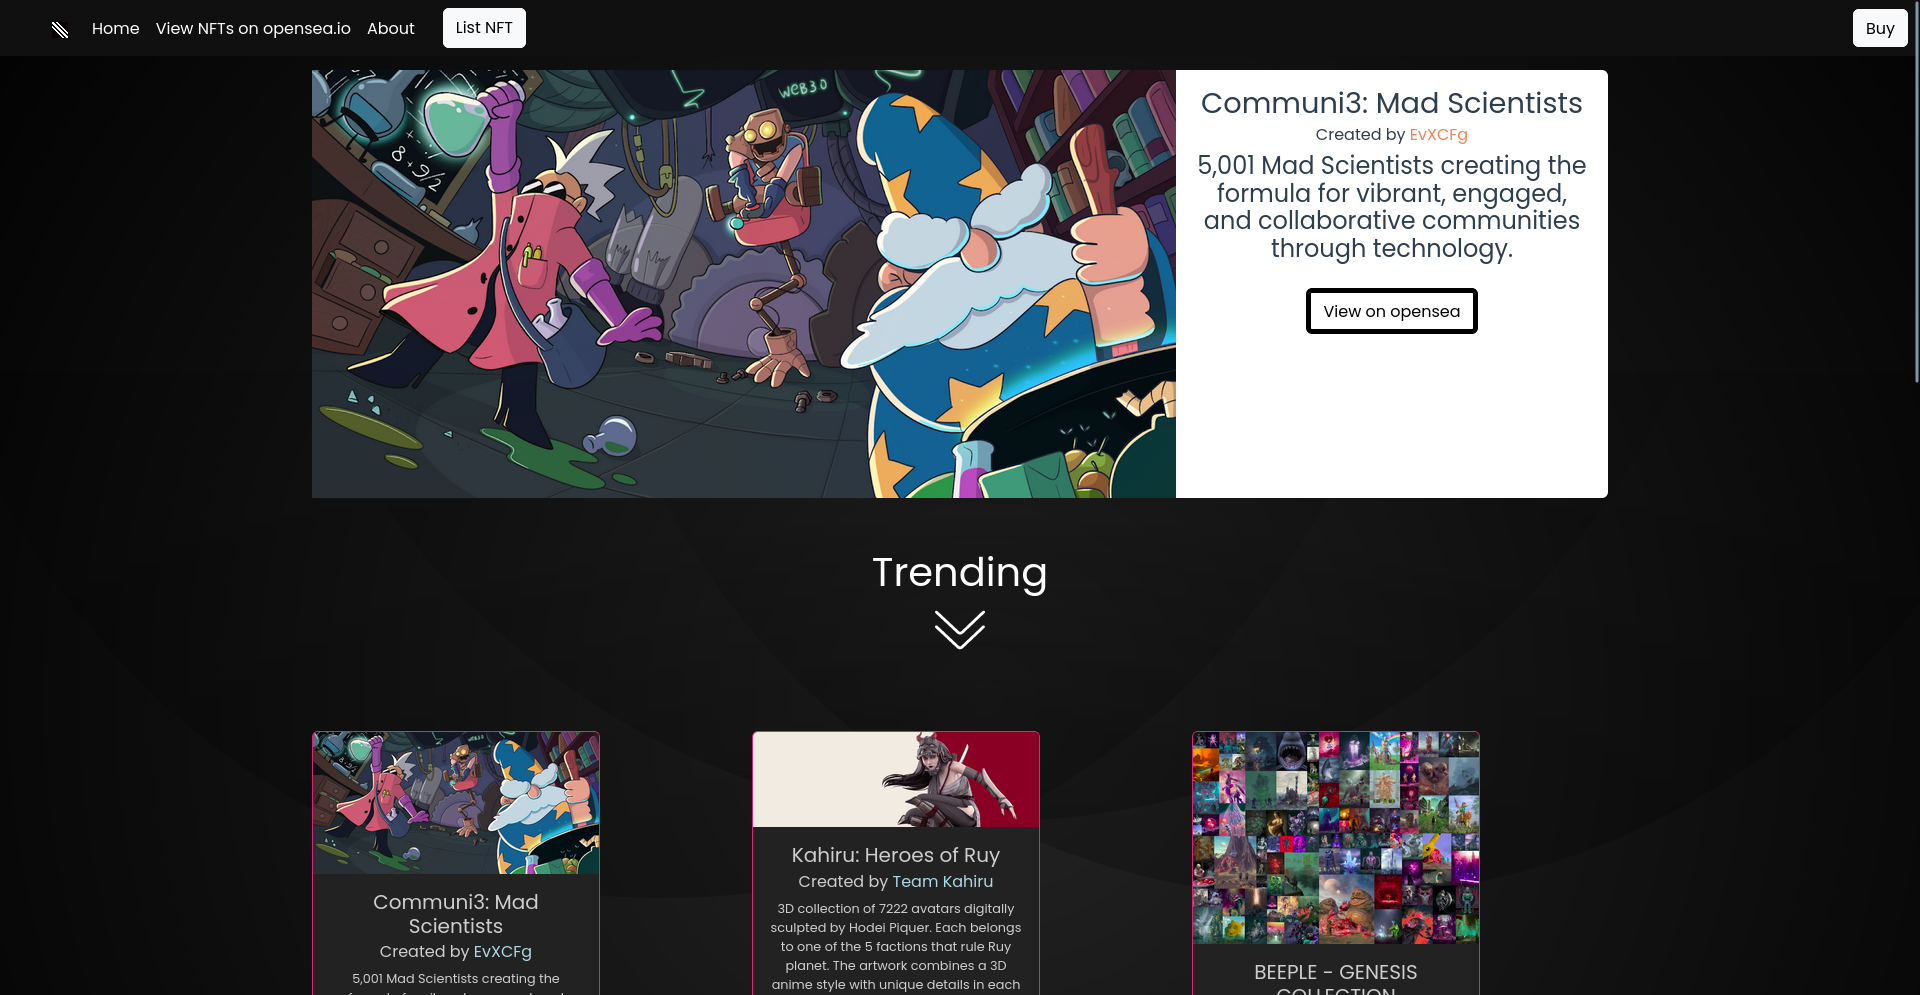 Home View NFTs on opensea.io About List NFT Buy
WEB3.0
8+9/2
Communi3: Mad Scientists
Created by EvXCFg
5,001 Mad Scientists creating the
formula for vibrant, engaged,
and collaborative communities
through technology.
View on opensea
Trending
Communi3: Mad
Scientists
Created by EvXCFg
5,001 Mad Scientists creating the
Kahiru: Heroes of Ruy
Created by Team Kahiru
3D collection of 7222 avatars digitally
sculpted by Hodei Piquer. Each belongs
to one of the 5 factions that rule Ruy
planet. The artwork combines a 3D
anime style with unique details in each
BEEPLE - GENESIS
COLLECTION